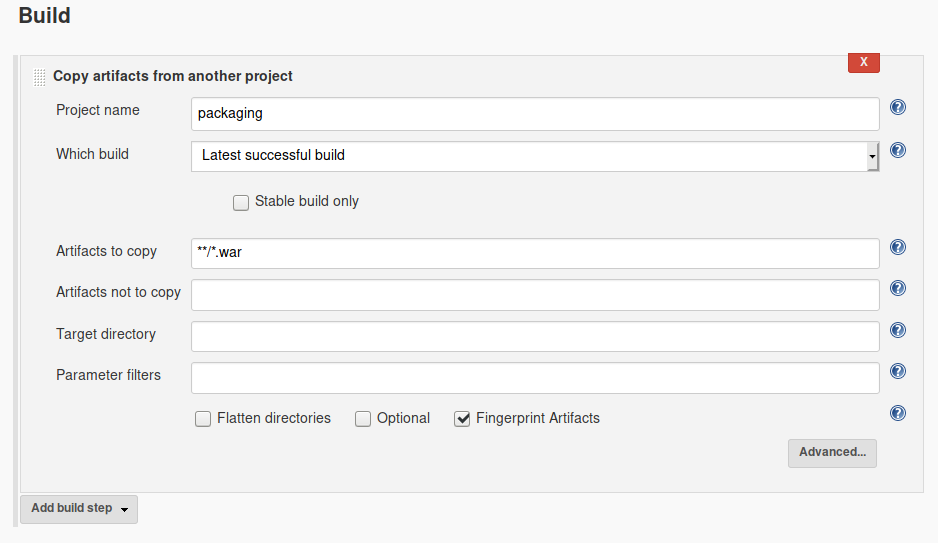 Build
X
Copy artifacts from another project
Project name
packaging
Which build
Latest successful build
Stable build only
Artifacts to copy
**/*.war
Artifacts not to copy
Target directory
Parameter filters
Flatten directories Optional Fingerprint Artifacts
Advanced...
Add build step